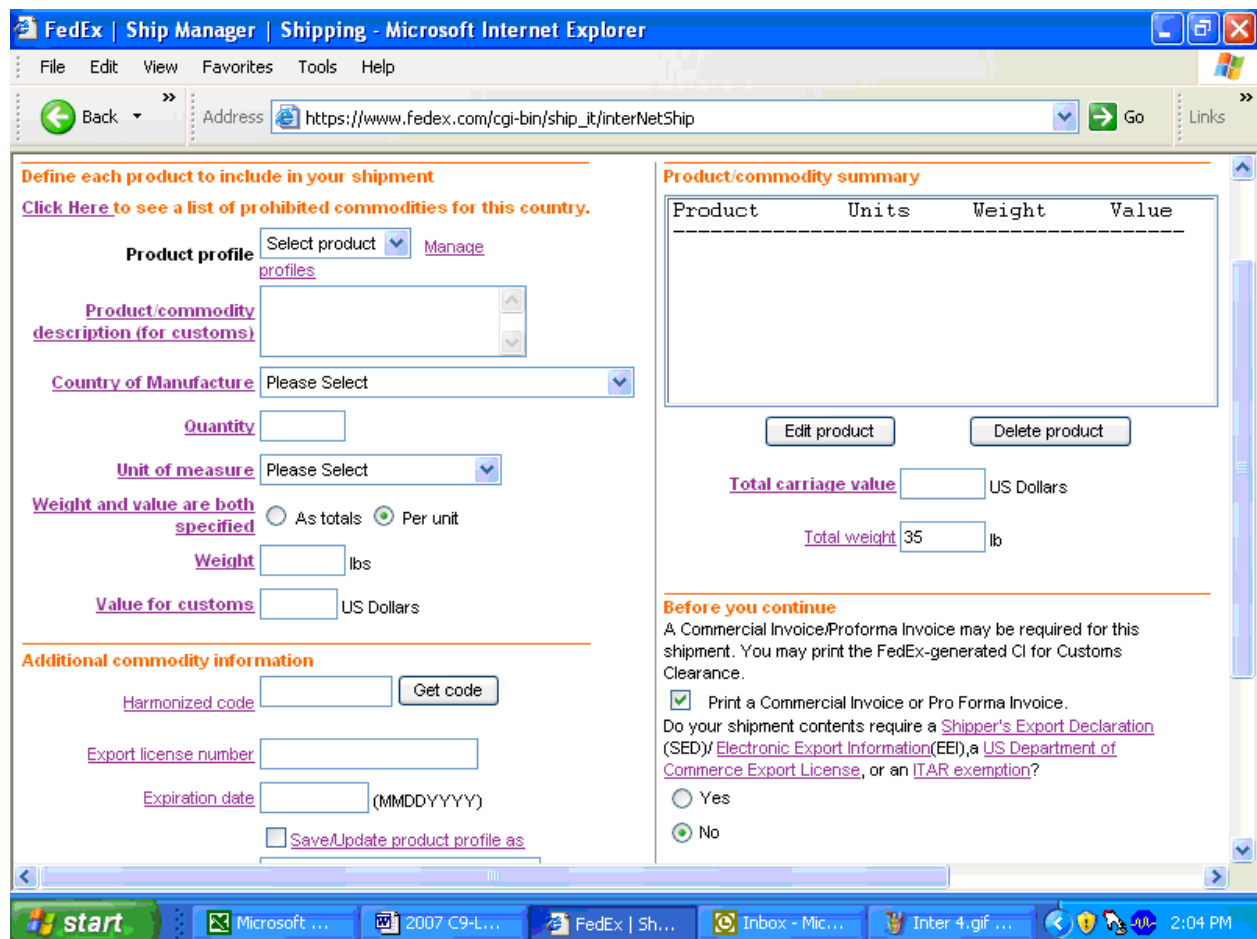 FedEx | Ship Manager | Shipping - Microsoft Internet Explorer
File Edit View Favorites Tools Help
Back » Address https://www.fedex.com/cgi-bin/ship_it/interNetShip Go Links »
Define each product to include in your shipment
Click Here to see a list of prohibited commodities for this country.
Product profile Select product Manage
profiles
Product/commodity
description (for customs)
Country of Manufacture Please Select
Quantity
Unit of measure Please Select
Weight and value are both
specified As totals Per unit
Weight lbs
Value for customs US Dollars
Additional commodity information
Harmonized code Get code
Export license number
Expiration date (MMDDYYYY)
Save/Update product profile as
Product/commodity summary
Product Units Weight Value
-----------------------------------------
Edit product Delete product
Total carriage value US Dollars
Total weight 35 lb
Before you continue
A Commercial Invoice/Proforma Invoice may be required for this
shipment. You may print the FedEx-generated CI for Customs
Clearance.
Print a Commercial Invoice or Pro Forma Invoice.
Do your shipment contents require a Shipper's Export Declaration
(SED)/ Electronic Export Information(EEI),a US Department of
Commerce Export License, or an ITAR exemption?
Yes
No
start Microsoft ... 2007 C9-L... FedEx | Sh... Inbox - Mic... Inter 4.gif ... 2:04 PM